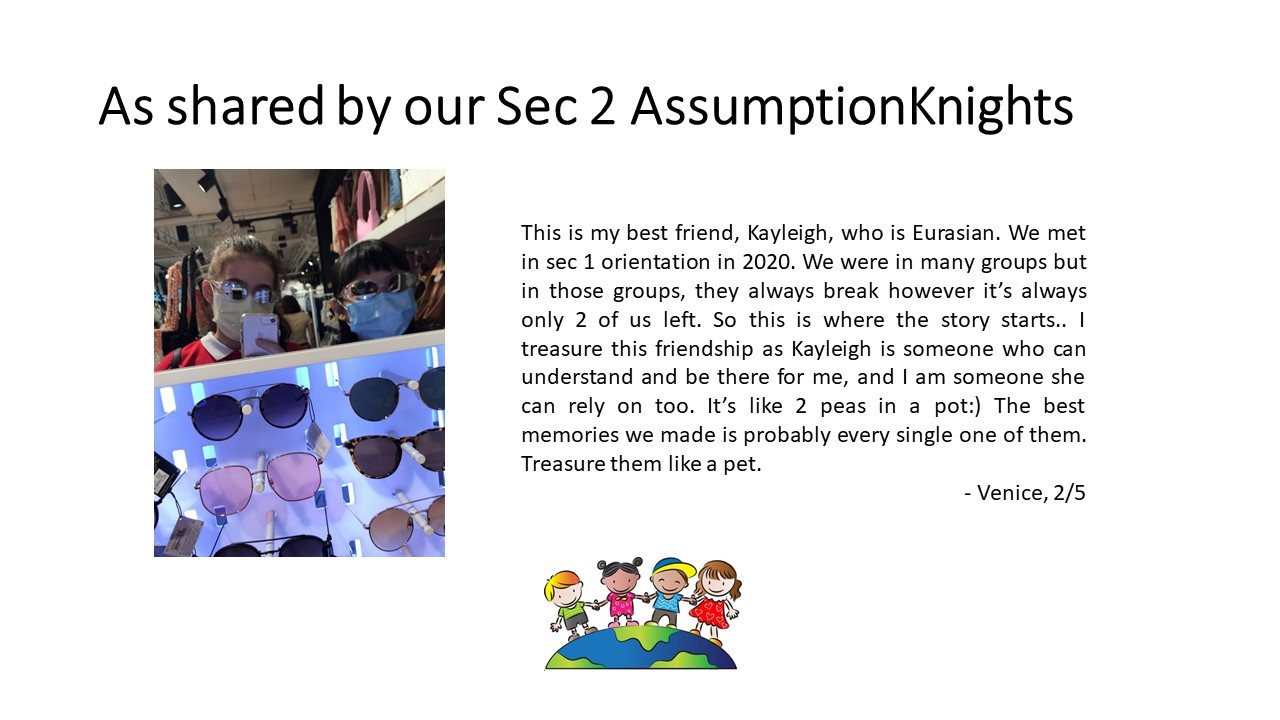 As shared by our Sec 2 AssumptionKnights
This is my best friend, Kayleigh, who is Eurasian. We met
in sec 1 orientation in 2020. We were in many groups but
in those groups, they always break however it’s always
only 2 of us left. So this is where the story starts.. I
treasure this friendship as Kayleigh is someone who can
understand and be there for me, and I am someone she
can rely on too. It’s like 2 peas in a pot:) The best
memories we made is probably every single one of them.
Treasure them like a pet.
- Venice, 2/5